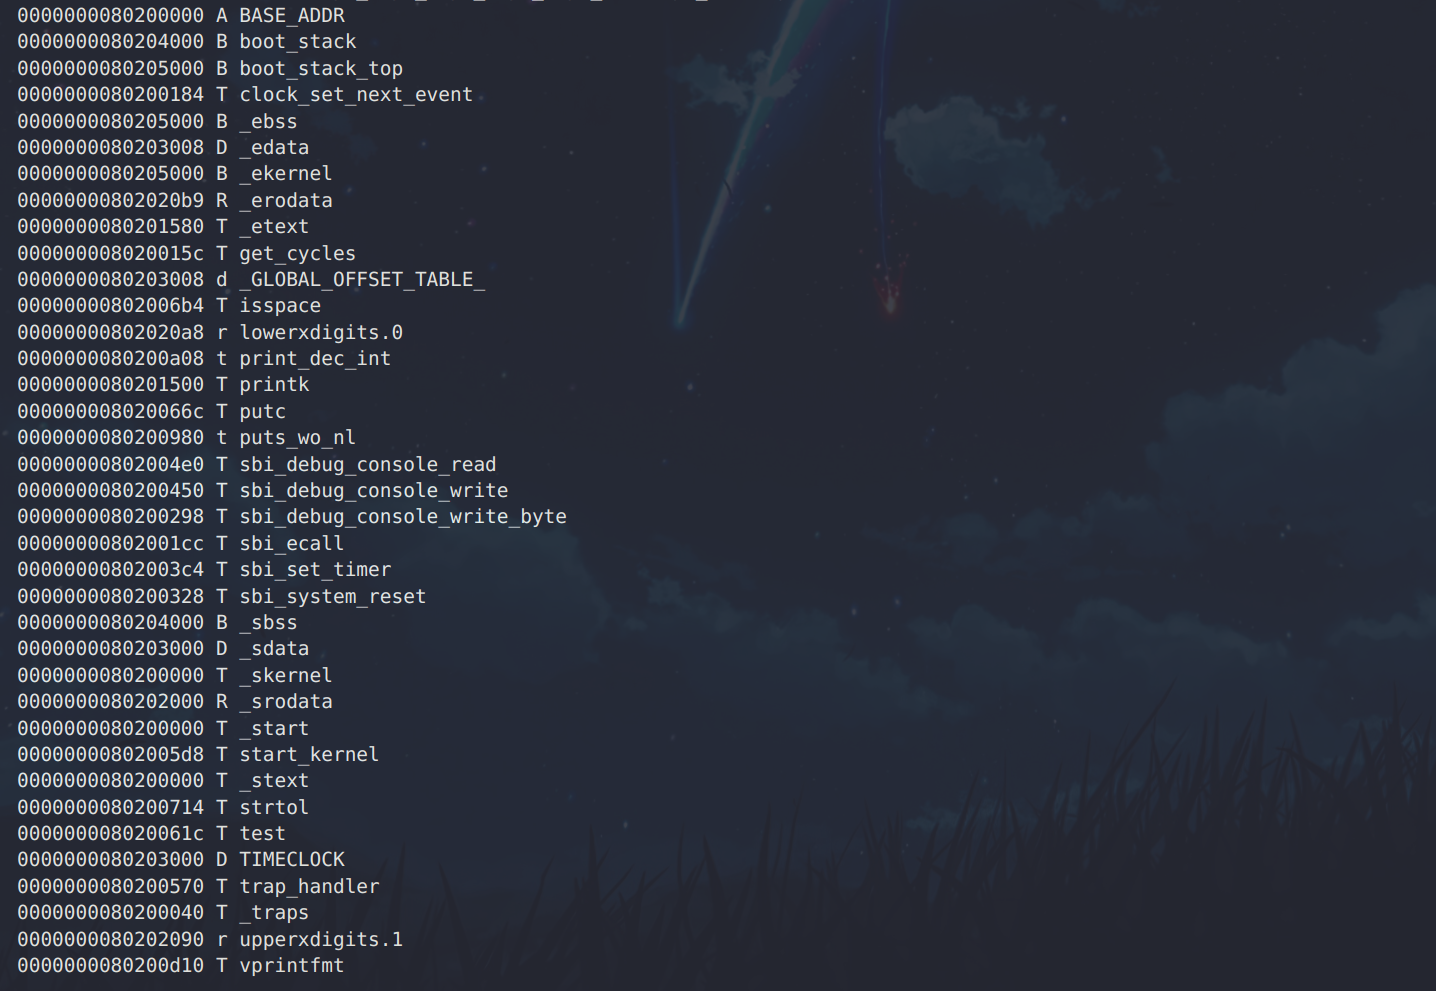 0000000080200000 A BASE_ADDR
0000000080204000 B boot_stack
0000000080205000 B boot_stack_top
0000000080200184 T clock_set_next_event
0000000080205000 B _ebss
0000000080203008 D _edata
0000000080205000 B _ekernel
00000000802020b9 R _erodata
0000000080201580 T _etext
000000008020015c T get_cycles
0000000080203008 d _GLOBAL_OFFSET_TABLE_
00000000802006b4 T isspace
00000000802020a8 r lowerxdigits.0
0000000080200a08 t print_dec_int
0000000080201500 T printk
000000008020066c T putc
0000000080200980 t puts_wo_nl
00000000802004e0 T sbi_debug_console_read
0000000080200450 T sbi_debug_console_write
0000000080200298 T sbi_debug_console_write_byte
00000000802001cc T sbi_ecall
00000000802003c4 T sbi_set_timer
0000000080200328 T sbi_system_reset
0000000080204000 B _sbss
0000000080203000 D _sdata
0000000080200000 T _skernel
0000000080202000 R _srodata
0000000080200000 T _start
00000000802005d8 T start_kernel
0000000080200000 T _stext
0000000080200714 T strtol
000000008020061c T test
0000000080203000 D TIMECLOCK
0000000080200570 T trap_handler
0000000080200040 T _traps
0000000080202090 r upperxdigits.1
0000000080200d10 T vprintfmt